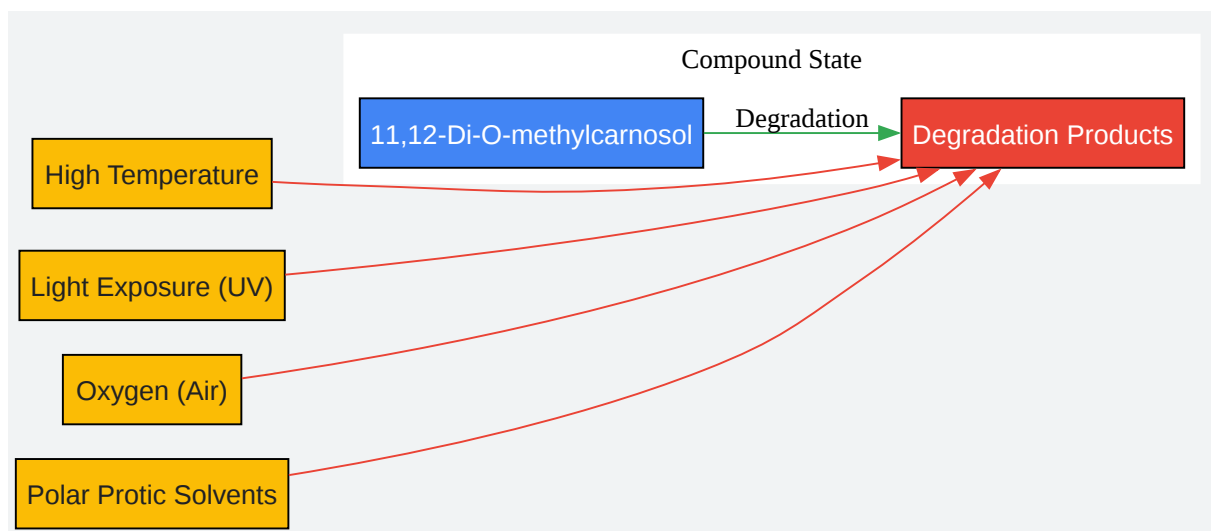 Compound State
11,12-Di-O-methylcarnosol
Degradation
Degradation Products
High Temperature
Light Exposure (UV)
Oxygen (Air)
Polar Protic Solvents